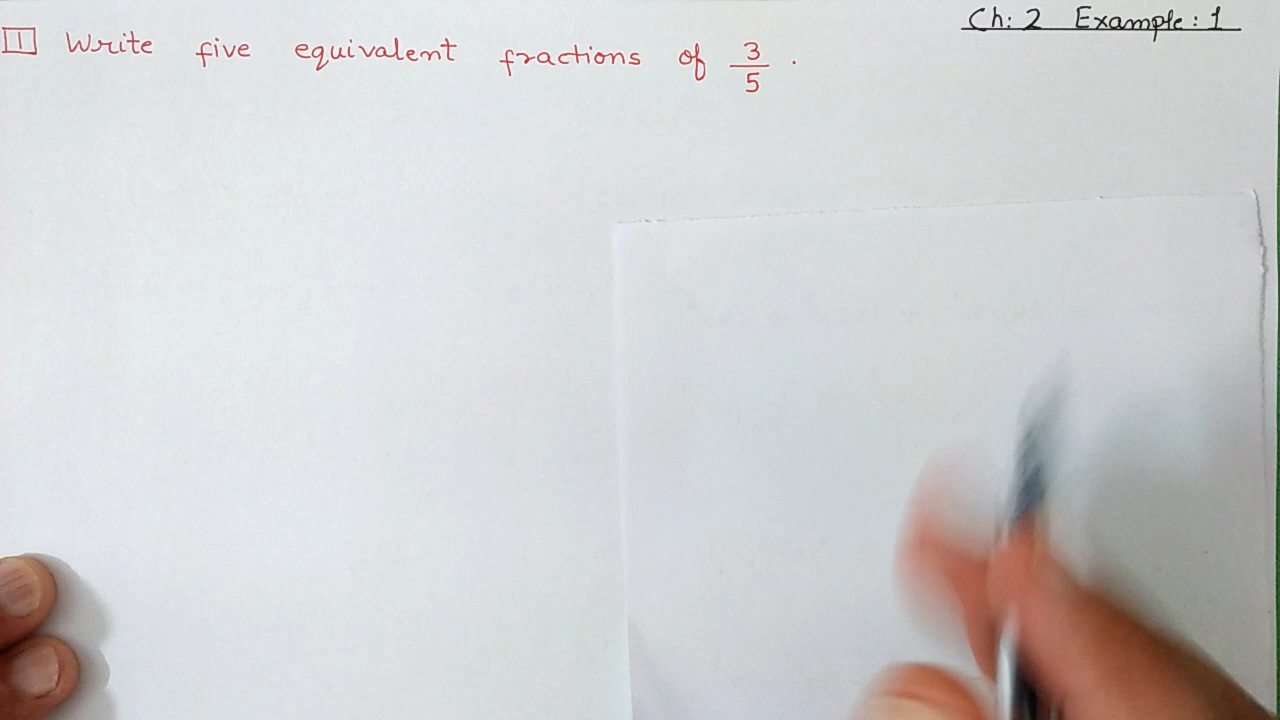 Ch: 2 Example: 1
1 Write five equivalent fractions of 3/5.